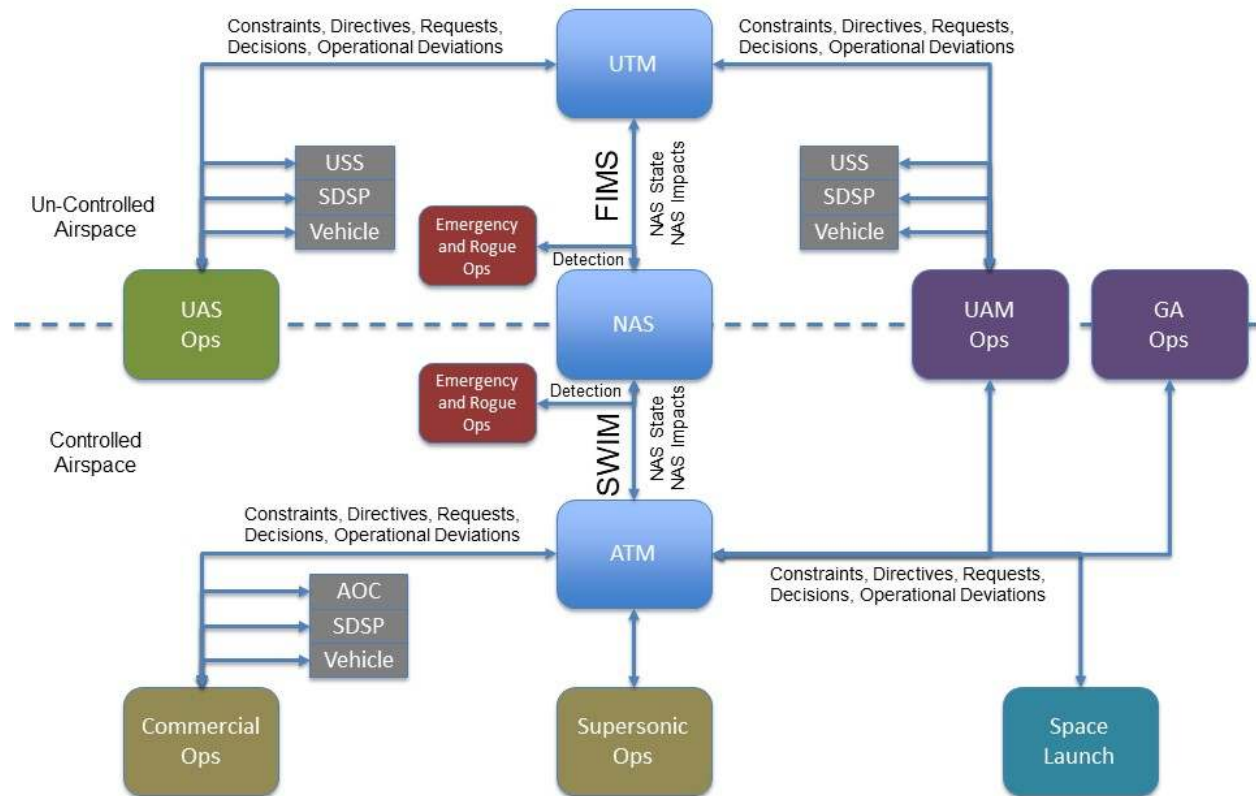 Constraints, Directives, Requests,
Decisions, Operational Deviations
UTM
Constraints, Directives, Requests,
Decisions, Operational Deviations
USS
SDSP
Vehicle
FIMS
NAS State
NAS Impacts
USS
SDSP
Vehicle
Un-Controlled
Airspace
Emergency
and Rogue
Ops
Detection
UAS
Ops
NAS
UAM
Ops
GA
Ops
Emergency
and Rogue
Ops
Detection
SWIM
NAS State
NAS Impacts
Controlled
Airspace
Constraints, Directives, Requests,
Decisions, Operational Deviations
ATM
Constraints, Directives, Requests,
Decisions, Operational Deviations
AOC
SDSP
Vehicle
Commercial
Ops
Supersonic
Ops
Space
Launch